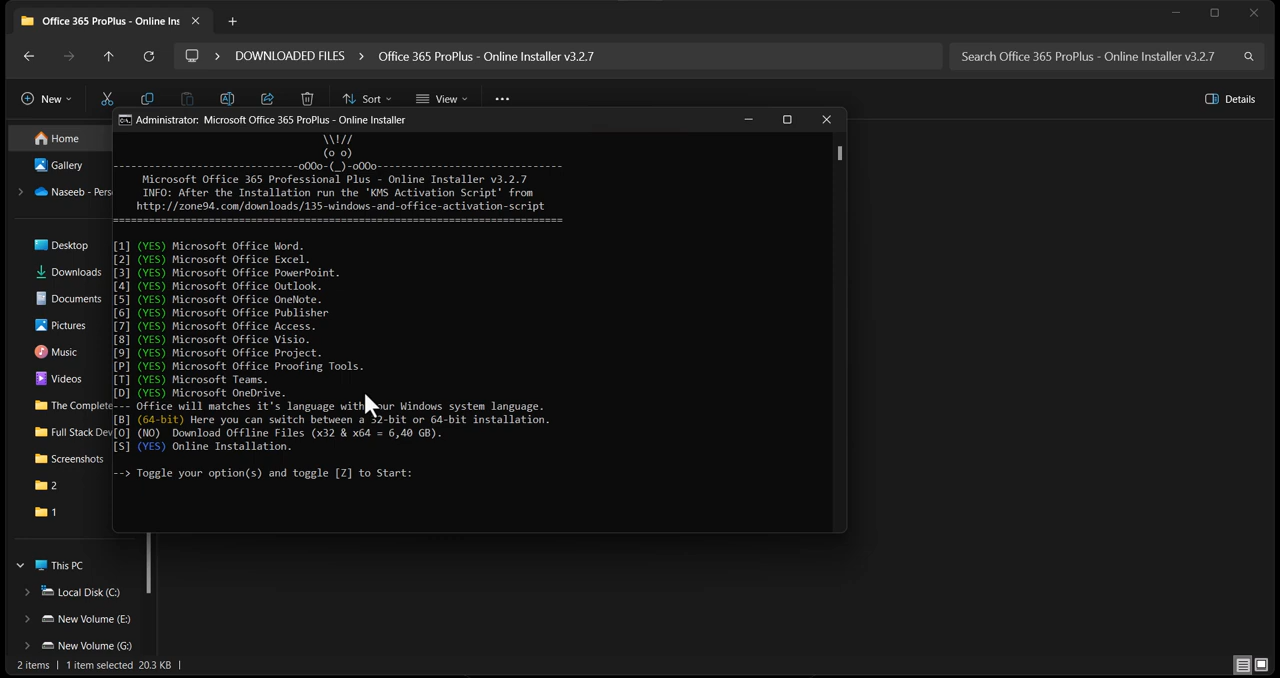 Office 365 ProPlus - Online Ins
DOWNLOADED FILES > Office 365 ProPlus - Online Installer v3.2.7
Search Office 365 ProPlus - Online Installer v3.2.7
New
Sort
View
Details
Administrator: Microsoft Office 365 ProPlus - Online Installer
Home
Gallery
Naseeb - Pers
Desktop
Downloads
Documents
Pictures
Music
Videos
The Complete
Full Stack Dev
Screenshots
2
1
This PC
Local Disk (C:)
New Volume (E:)
New Volume (G:)
\\!//
(o o)
-------------------------------oOOo-(_)-oOOo-------------------------------
Microsoft Office 365 Professional Plus - Online Installer v3.2.7
INFO: After the Installation run the 'KMS Activation Script' from
http://zone94.com/downloads/135-windows-and-office-activation-script
===========================================================================
[1] (YES) Microsoft Office Word.
[2] (YES) Microsoft Office Excel.
[3] (YES) Microsoft Office PowerPoint.
[4] (YES) Microsoft Office Outlook.
[5] (YES) Microsoft Office OneNote.
[6] (YES) Microsoft Office Publisher
[7] (YES) Microsoft Office Access.
[8] (YES) Microsoft Office Visio.
[9] (YES) Microsoft Office Project.
[P] (YES) Microsoft Office Proofing Tools.
[T] (YES) Microsoft Teams.
[D] (YES) Microsoft OneDrive.
--- Office will matches it's language with our Windows system language.
[B] (64-bit) Here you can switch between a 32-bit or 64-bit installation.
[O] (NO) Download Offline Files (x32 & x64 = 6,40 GB).
[S] (YES) Online Installation.
--> Toggle your option(s) and toggle [Z] to Start:
2 items | 1 item selected 20.3 KB |